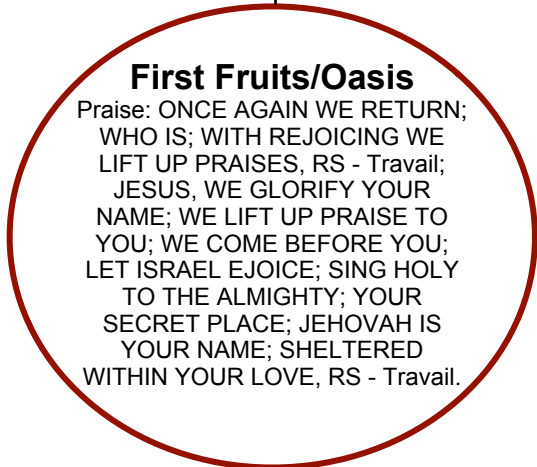 First Fruits/Oasis
Praise: ONCE AGAIN WE RETURN;
WHO IS; WITH REJOICING WE
LIFT UP PRAISES, RS - Travail;
JESUS, WE GLORIFY YOUR
NAME; WE LIFT UP PRAISE TO
YOU; WE COME BEFORE YOU;
LET ISRAEL EJOICE; SING HOLY
TO THE ALMIGHTY; YOUR
SECRET PLACE; JEHOVAH IS
YOUR NAME; SHELTERED
WITHIN YOUR LOVE, RS - Travail.